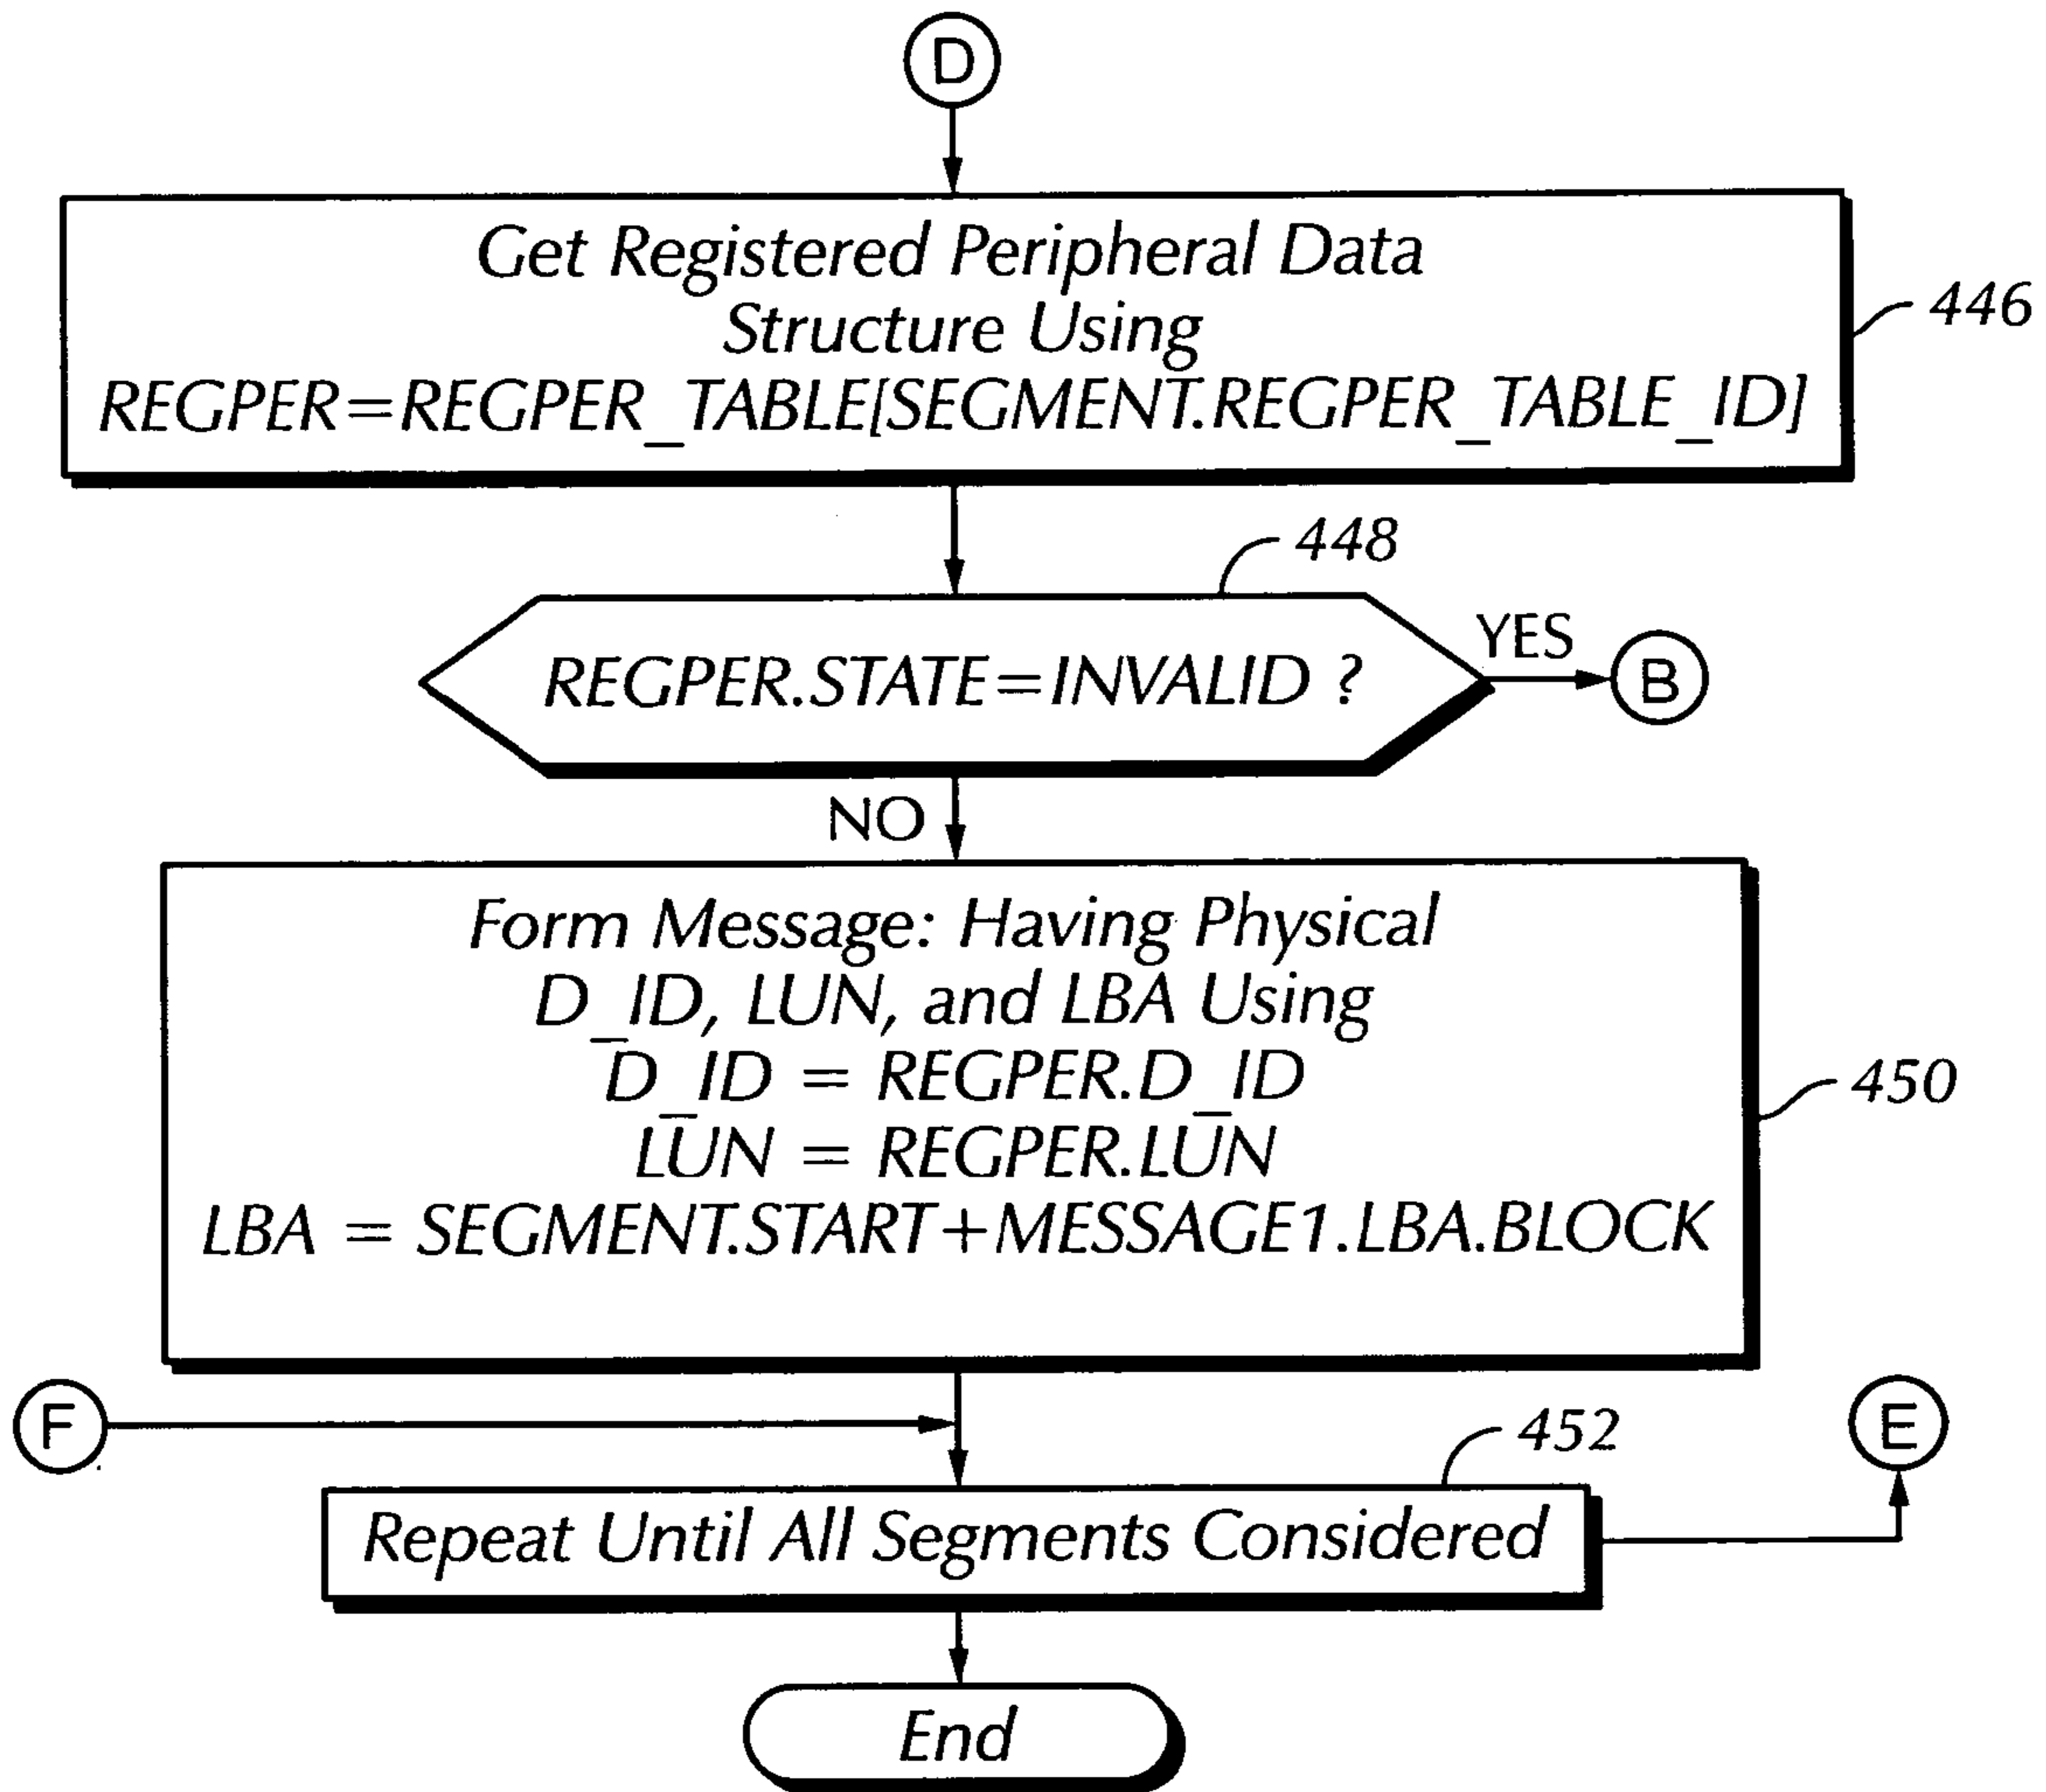 D
Get Registered Peripheral Data
Structure Using
REGPER=REGPER_TABLE[SEGMENT.REGPER_TABLE_ID]
446
448
REGPER.STATE=INVALID ?
YES
B
NO
Form Message: Having Physical
D_ID, LUN, and LBA Using
D_ID = REGPER.D_ID
LUN = REGPER.LUN
LBA = SEGMENT.START+MESSAGE1.LBA.BLOCK
450
F
452
E
Repeat Until All Segments Considered
End